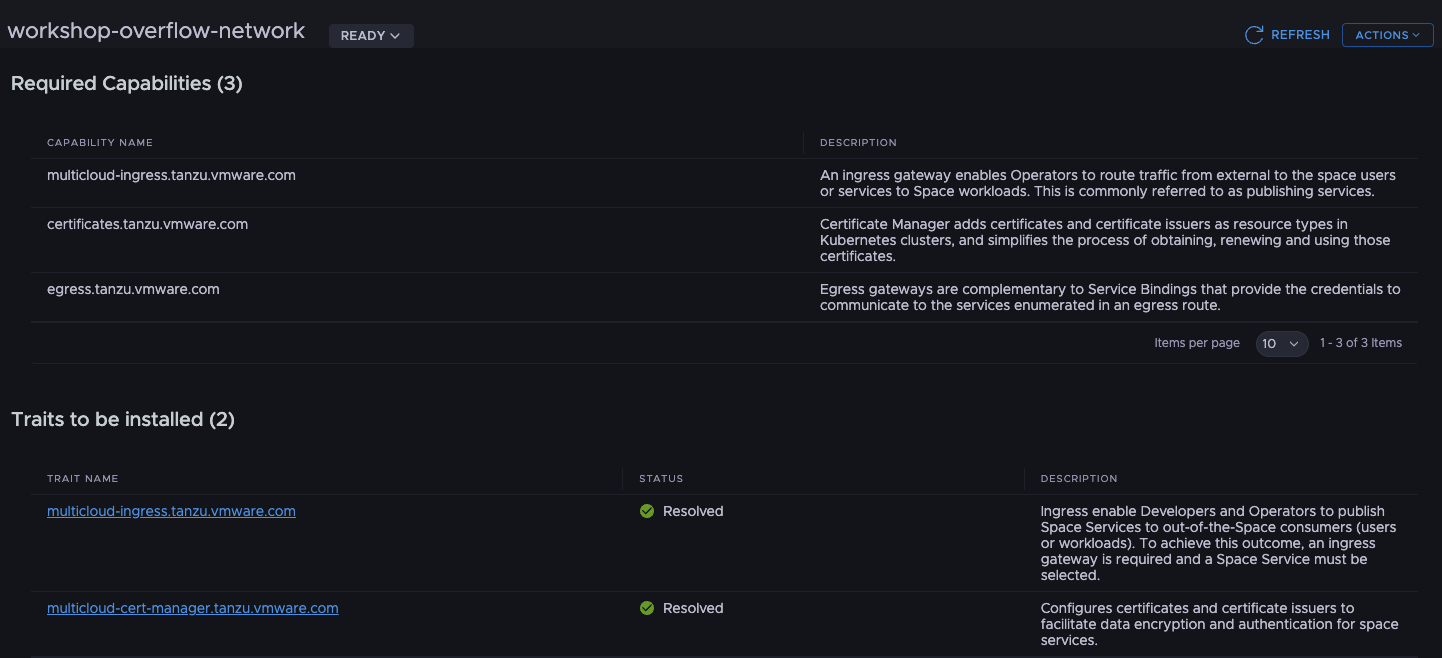 workshop-overflow-network
READY
REFRESH
ACTIONS
Required Capabilities (3)
CAPABILITY NAME
DESCRIPTION
multicloud-ingress.tanzu.vmware.com
An ingress gateway enables Operators to route traffic from external to the space users
or services to Space workloads. This is commonly referred to as publishing services.
certificates.tanzu.vmware.com
Certificate Manager adds certificates and certificate issuers as resource types in
Kubernetes clusters, and simplifies the process of obtaining, renewing and using those
certificates.
egress.tanzu.vmware.com
Egress gateways are complementary to Service Bindings that provide the credentials to
communicate to the services enumerated in an egress route.
Items per page
10
1 - 3 of 3 Items
Traits to be installed (2)
TRAIT NAME
STATUS
DESCRIPTION
multicloud-ingress.tanzu.vmware.com
Resolved
Ingress enable Developers and Operators to publish
Space Services to out-of-the-Space consumers (users
or workloads). To achieve this outcome, an ingress
gateway is required and a Space Service must be
selected.
multicloud-cert-manager.tanzu.vmware.com
Resolved
Configures certificates and certificate issuers to
facilitate data encryption and authentication for space
services.